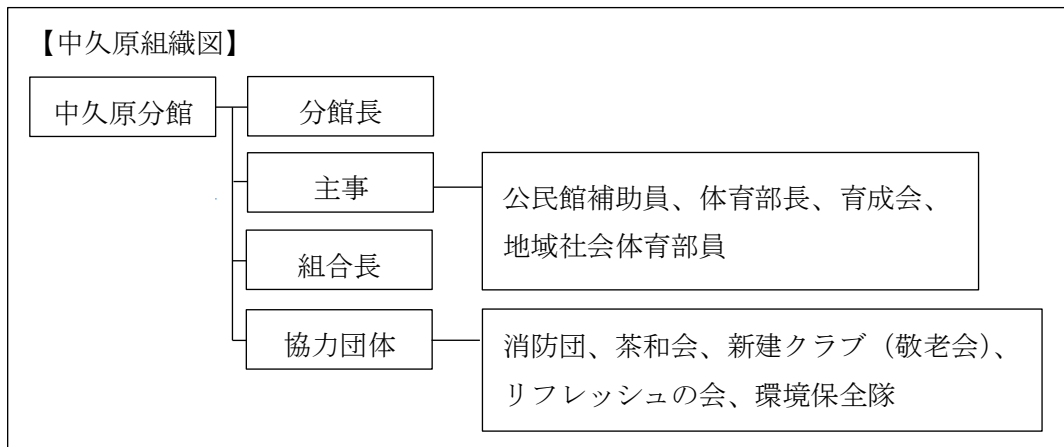 【中久原組織図】
中久原分館
分館長
主事
公民館補助員、体育部長、育成会、
地域社会体育部員
組合長
協力団体
消防団、茶和会、新建クラブ（敬老会）、
リフレッシュの会、環境保全隊